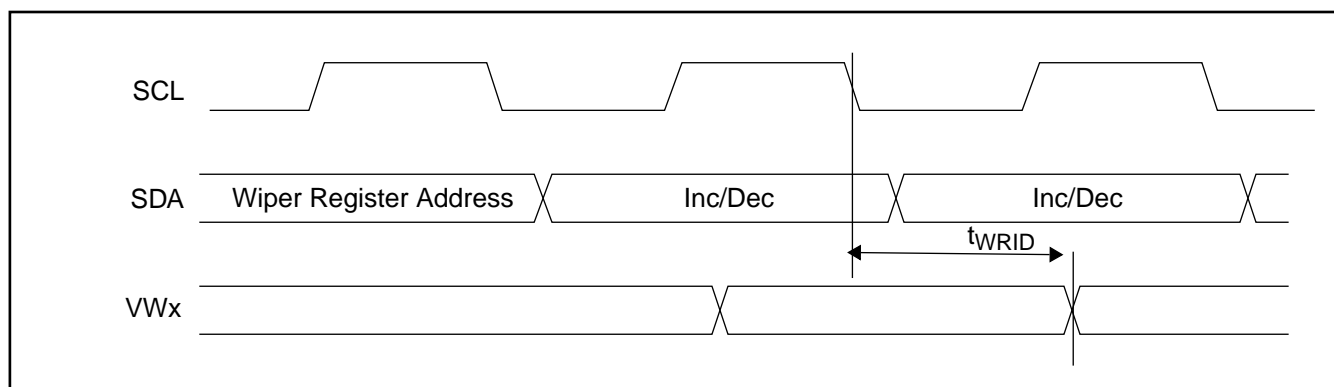 SCL
SDA Wiper Register Address Inc/Dec Inc/Dec
tWRID
VWx